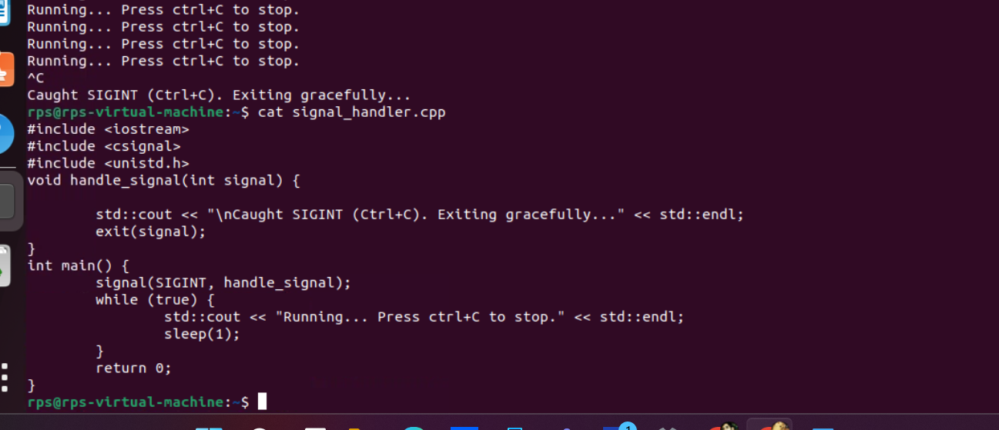 Running... Press ctrl+C to stop.
Running... Press ctrl+C to stop.
Running... Press ctrl+C to stop.
Running... Press ctrl+C to stop.
^C
Caught SIGINT (Ctrl+C). Exiting gracefully...
rps@rps-virtual-machine:~$ cat signal_handler.cpp
#include <iostream>
#include <csignal>
#include <unistd.h>
void handle_signal(int signal) {
std::cout << "\nCaught SIGINT (Ctrl+C). Exiting gracefully..." << std::endl;
exit(signal);
}
int main() {
signal(SIGINT, handle_signal);
while (true) {
std::cout << "Running... Press ctrl+C to stop." << std::endl;
sleep(1);
}
return 0;
}
rps@rps-virtual-machine:~$
1